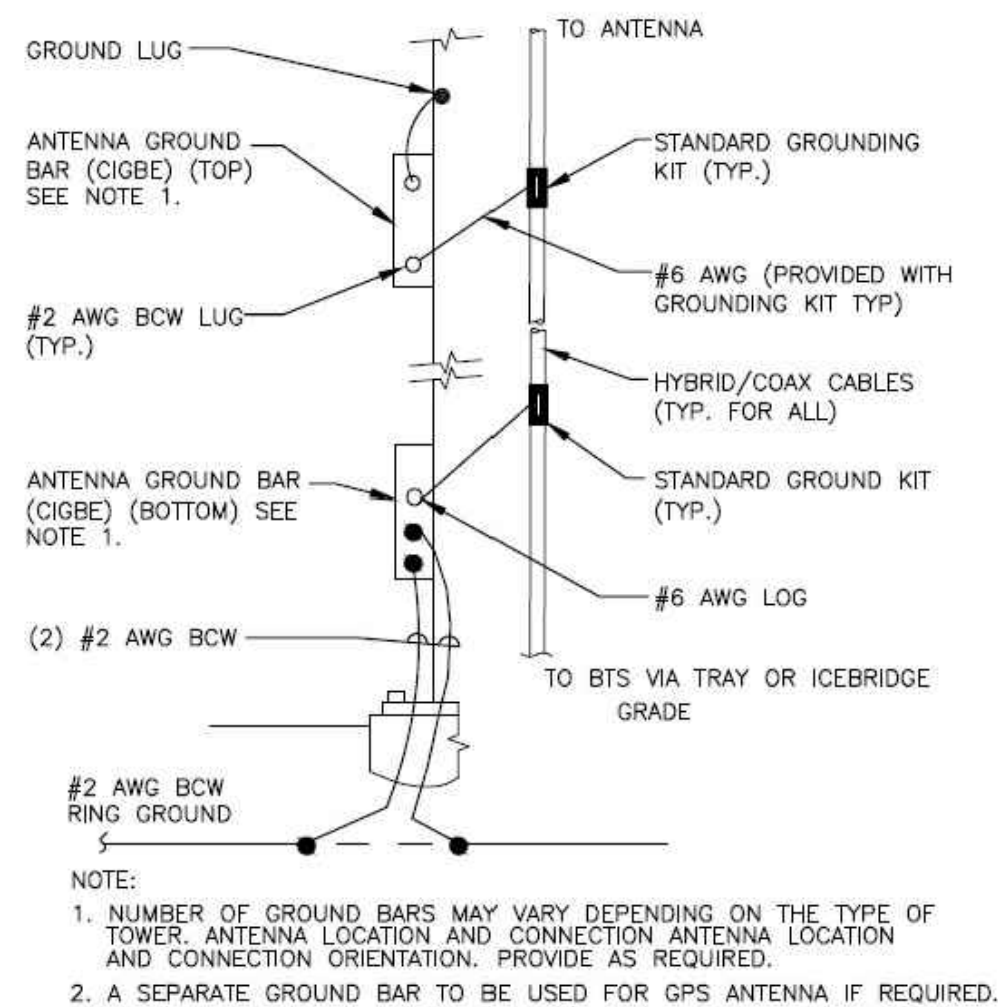 TO ANTENNA
GROUND LUG
ANTENNA GROUND
BAR (CIGBE) (TOP)
SEE NOTE 1.
STANDARD GROUNDING
KIT (TYP.)
#6 AWG (PROVIDED WITH
GROUNDING KIT TYP)
#2 AWG BCW LUG
(TYP.)
HYBRID/COAX CABLES
(TYP. FOR ALL)
ANTENNA GROUND BAR
(CIGBE) (BOTTOM) SEE
NOTE 1.
STANDARD GROUND KIT
(TYP.)
#6 AWG LOG
(2) #2 AWG BCW
TO BTS VIA TRAY OR ICEBRIDGE
GRADE
#2 AWG BCW
RING GROUND
NOTE:
1. NUMBER OF GROUND BARS MAY VARY DEPENDING ON THE TYPE OF
TOWER. ANTENNA LOCATION AND CONNECTION ANTENNA LOCATION
AND CONNECTION ORIENTATION. PROVIDE AS REQUIRED.
2. A SEPARATE GROUND BAR TO BE USED FOR GPS ANTENNA IF REQUIRED